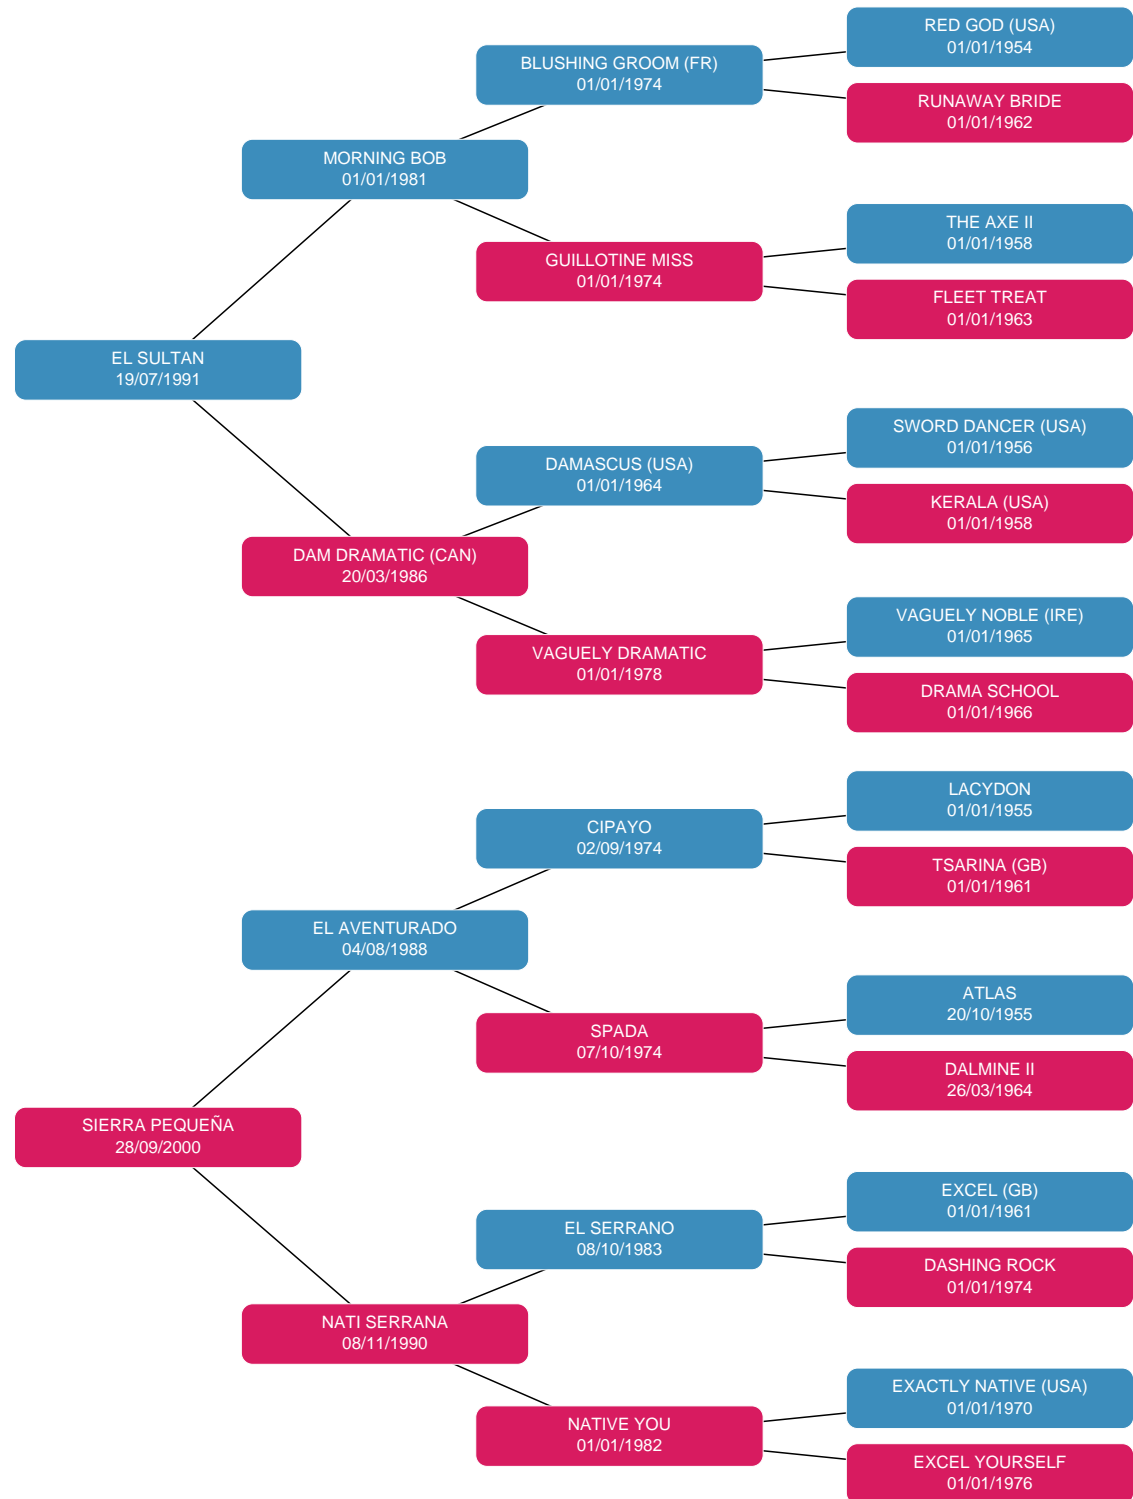 RED GOD (USA)
01/01/1954
BLUSHING GROOM (FR)
01/01/1974
RUNAWAY BRIDE
01/01/1962
MORNING BOB
01/01/1981
THE AXE II
01/01/1958
GUILLOTINE MISS
01/01/1974
FLEET TREAT
01/01/1963
EL SULTAN
19/07/1991
SWORD DANCER (USA)
01/01/1956
DAMASCUS (USA)
01/01/1964
KERALA (USA)
01/01/1958
DAM DRAMATIC (CAN)
20/03/1986
VAGUELY NOBLE (IRE)
01/01/1965
VAGUELY DRAMATIC
01/01/1978
DRAMA SCHOOL
01/01/1966
LACYDON
01/01/1955
CIPAYO
02/09/1974
TSARINA (GB)
01/01/1961
EL AVENTURADO
04/08/1988
ATLAS
20/10/1955
SPADA
07/10/1974
DALMINE II
26/03/1964
SIERRA PEQUEÑA
28/09/2000
EXCEL (GB)
01/01/1961
EL SERRANO
08/10/1983
DASHING ROCK
01/01/1974
NATI SERRANA
08/11/1990
EXACTLY NATIVE (USA)
01/01/1970
NATIVE YOU
01/01/1982
EXCEL YOURSELF
01/01/1976